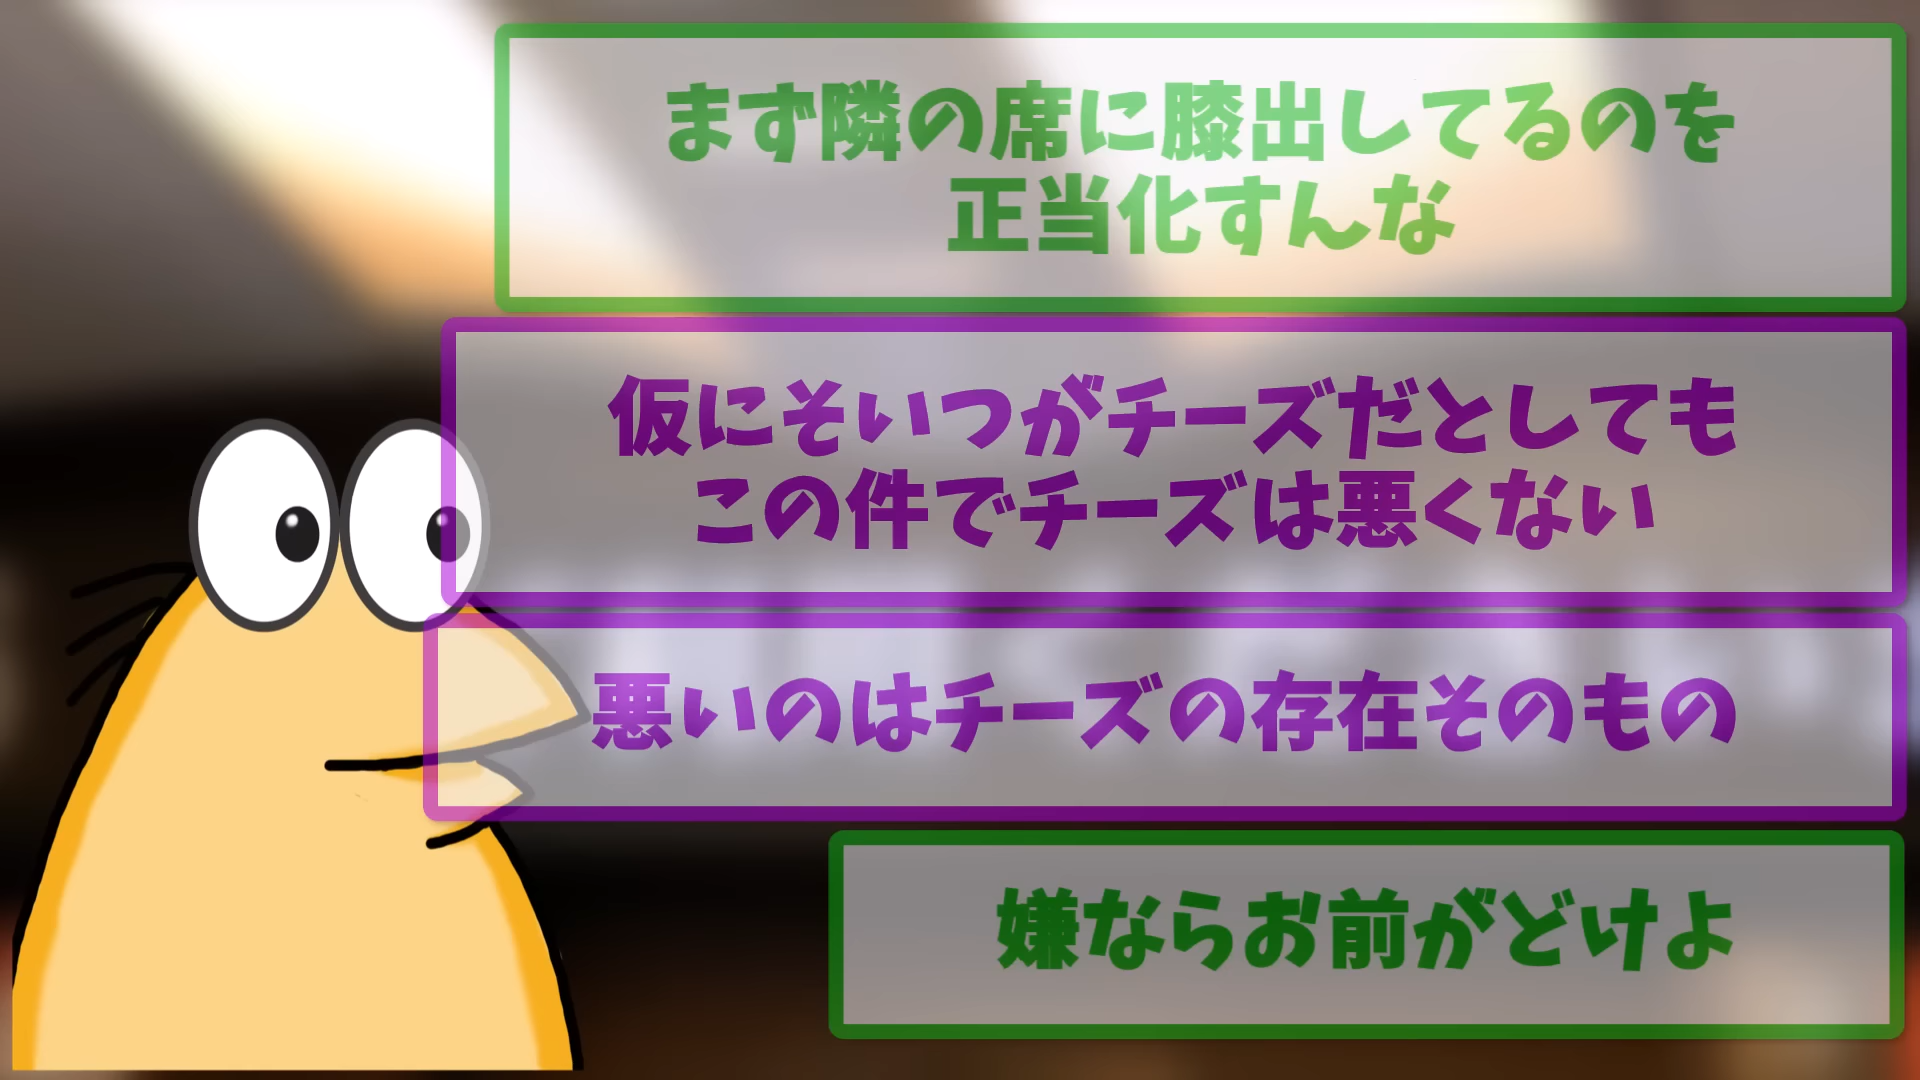 まず隣の席に膝出してるのを
正当化すんな
仮にそいつがチーズだとしても
この件でチーズは悪くない
悪いのはチーズの存在そのもの
嫌ならお前がどけよ